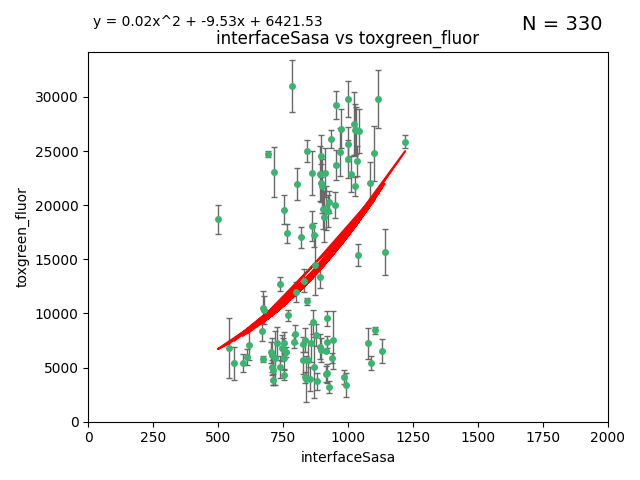 y = 0.02x^2 + -9.53x + 6421.53
N = 330
interfaceSasa vs toxgreen_fluor
30000
25000
20000
15000
10000
5000
0
toxgreen_fluor
0 250 500 750 1000 1250 1500 1750 2000
interfaceSasa